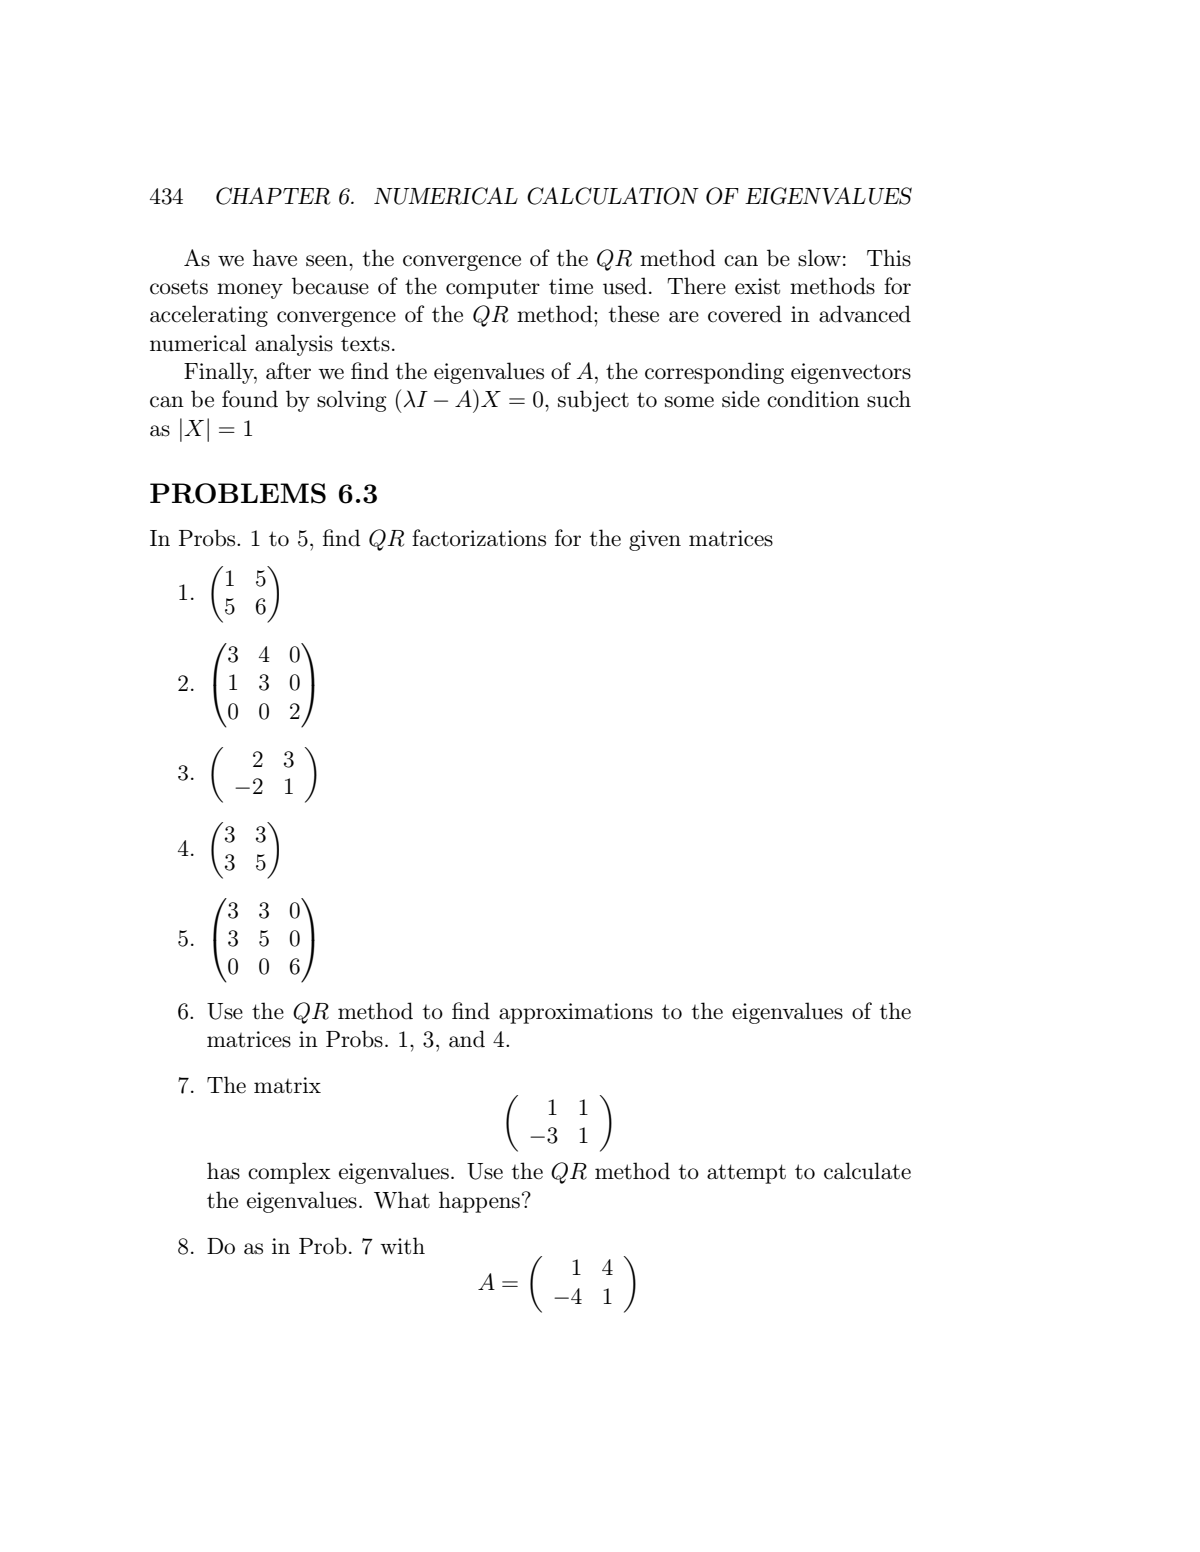 434 CHAPTER 6. NUMERICAL CALCULATION OF EIGENVALUES
As we have seen, the convergence of the QR method can be slow: This
cosets money because of the computer time used. There exist methods for
accelerating convergence of the QR method; these are covered in advanced
numerical analysis texts.
Finally, after we find the eigenvalues of A, the corresponding eigenvectors
can be found by solving (λI − A)X = 0, subject to some side condition such
as |X| = 1
PROBLEMS 6.3
In Probs. 1 to 5, find QR factorizations for the given matrices
1. (1 5
5 6)
2. (3 4 0
1 3 0
0 0 2)
3. (2 3
−2 1)
4. (3 3
3 5)
5. (3 3 0
3 5 0
0 0 6)
6. Use the QR method to find approximations to the eigenvalues of the
matrices in Probs. 1, 3, and 4.
7. The matrix
(1 1
−3 1)
has complex eigenvalues. Use the QR method to attempt to calculate
the eigenvalues. What happens?
8. Do as in Prob. 7 with
A = (1 4
−4 1)